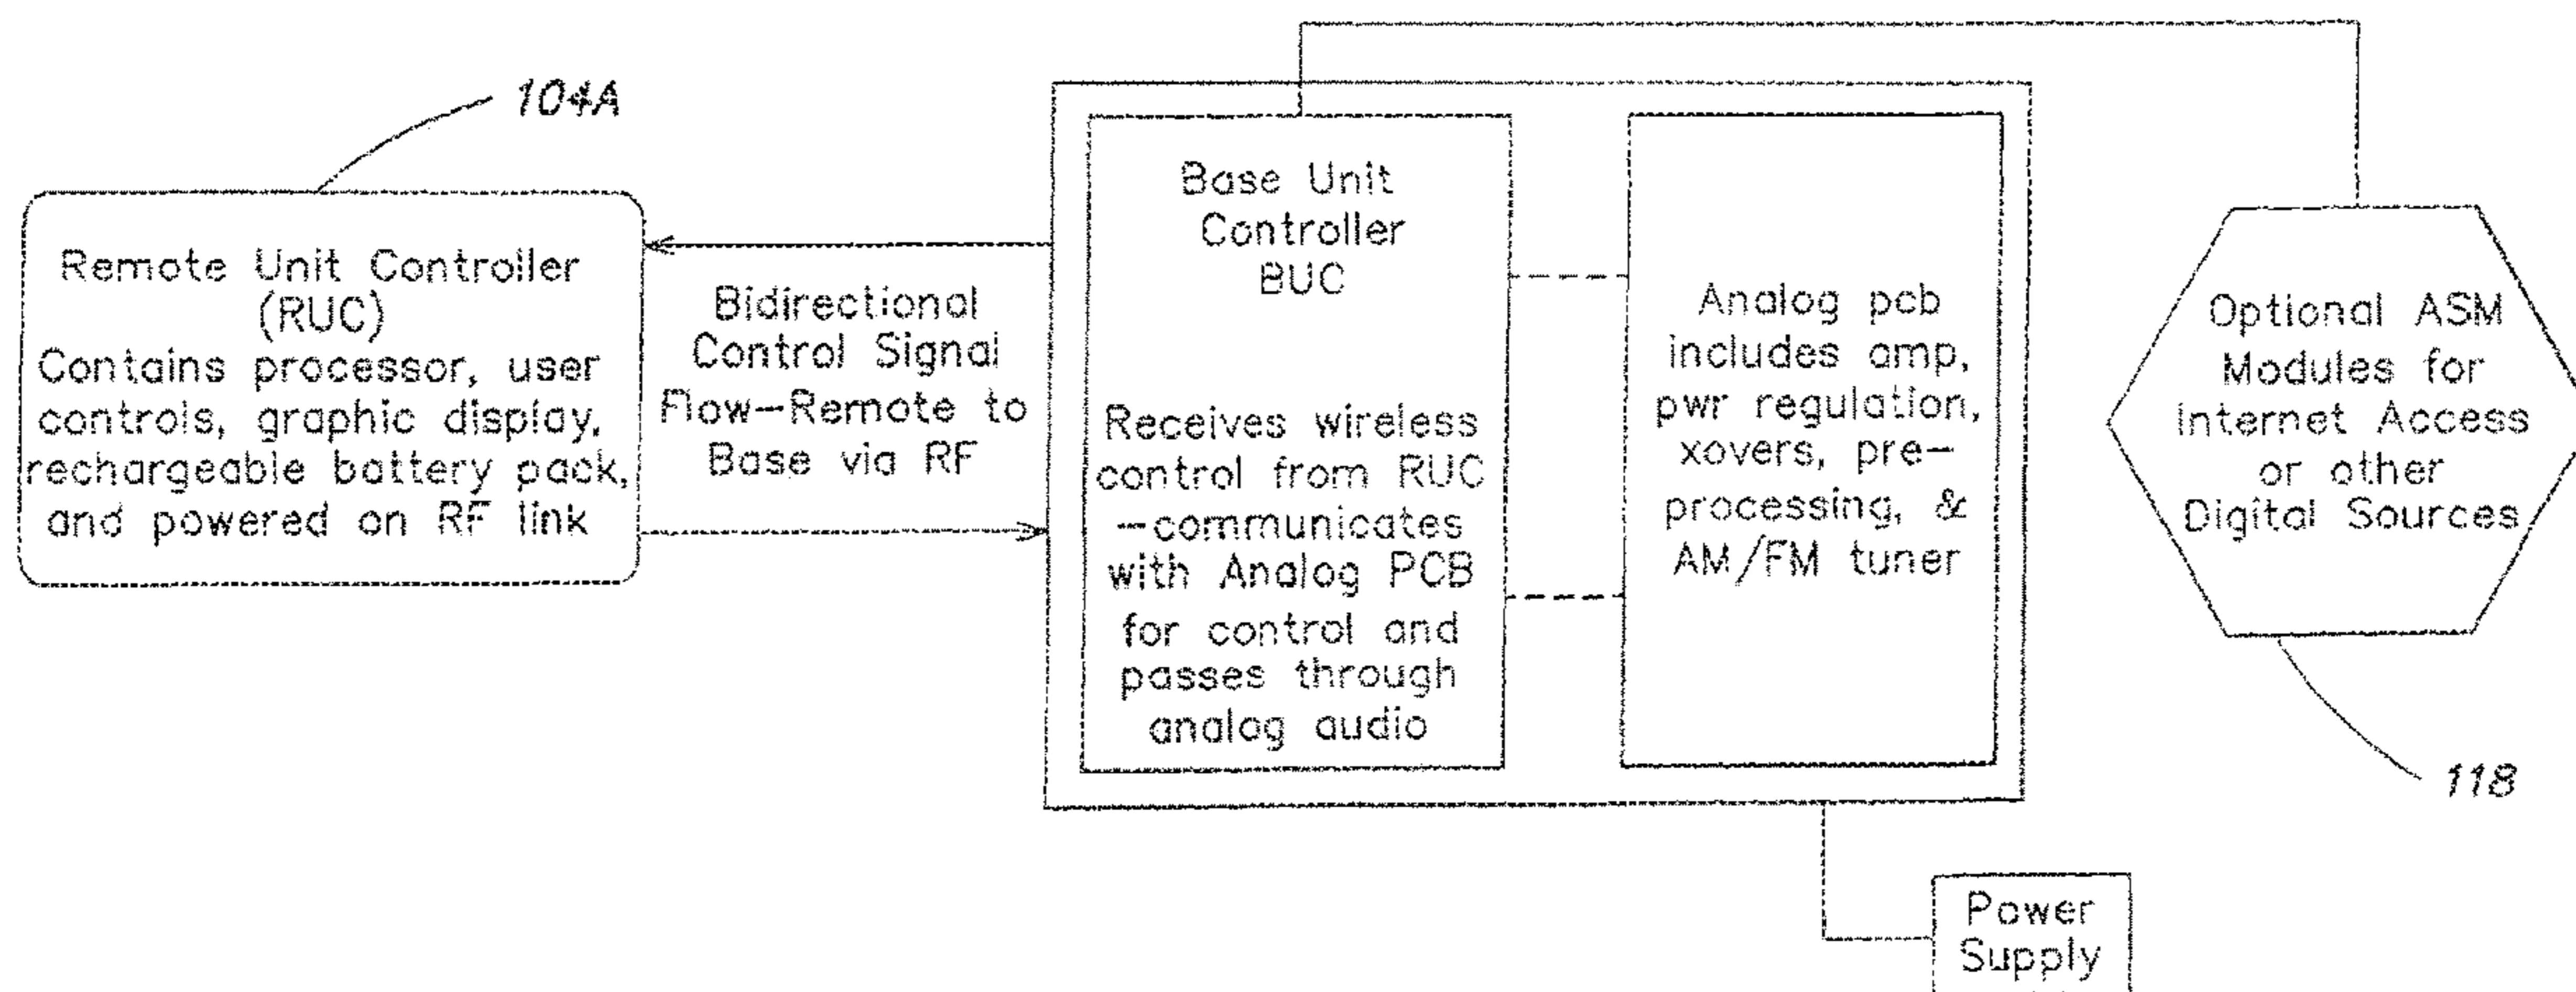 104A
Remote Unit Controller
(RUC)
Contains processor, user
controls, graphic display,
rechargeable battery pack,
and powered on RF link
Bidirectional
Control Signal
Flow-Remote to
Base via RF
Base Unit
Controller
BUC
Receives wireless
control from RUC
-communicates
with Analog PCB
for control and
passes through
analog audio
Analog pcb
includes amp,
pwr regulation,
xovers, pre-
processing, &
AM/FM tuner
Optional ASM
Modules for
Internet Access
or other
Digital Sources
118
Power
Supply